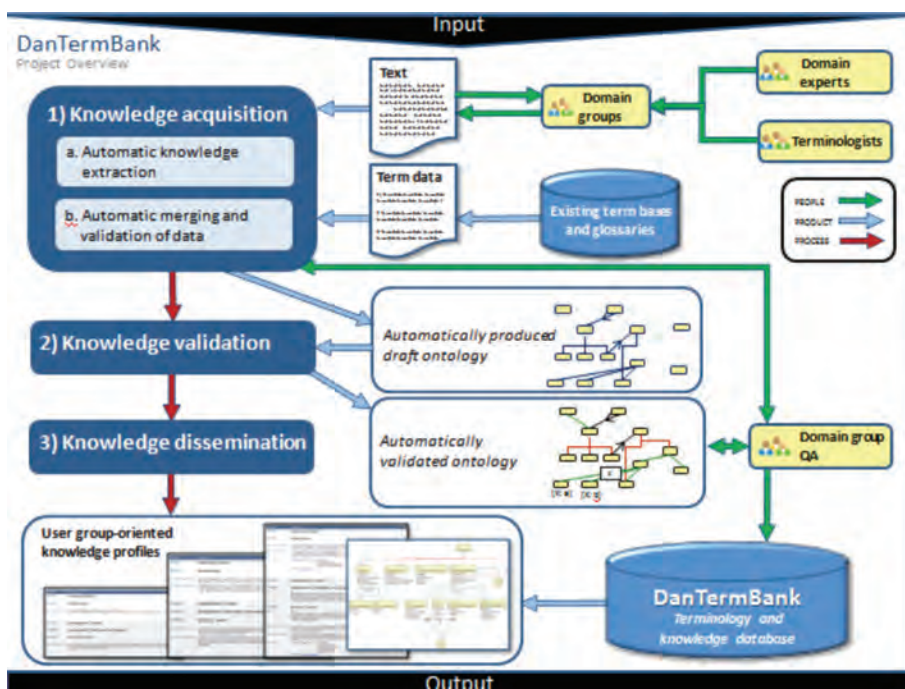 Input
DanTermBank
Project Overview
1) Knowledge acquisition
a. Automatic knowledge
extraction
b. Automatic merging and
validation of data
Text
Domain
groups
Domain
experts
Terminologists
Term data
Existing term bases
and glossaries
PEOPLE
PRODUCT
PROCESS
2) Knowledge validation
Automatically produced
draft ontology
3) Knowledge dissemination
Automatically
validated ontology
Domain group
QA
User group-oriented
knowledge profiles
DanTermBank
Terminology and
knowledge database
Output